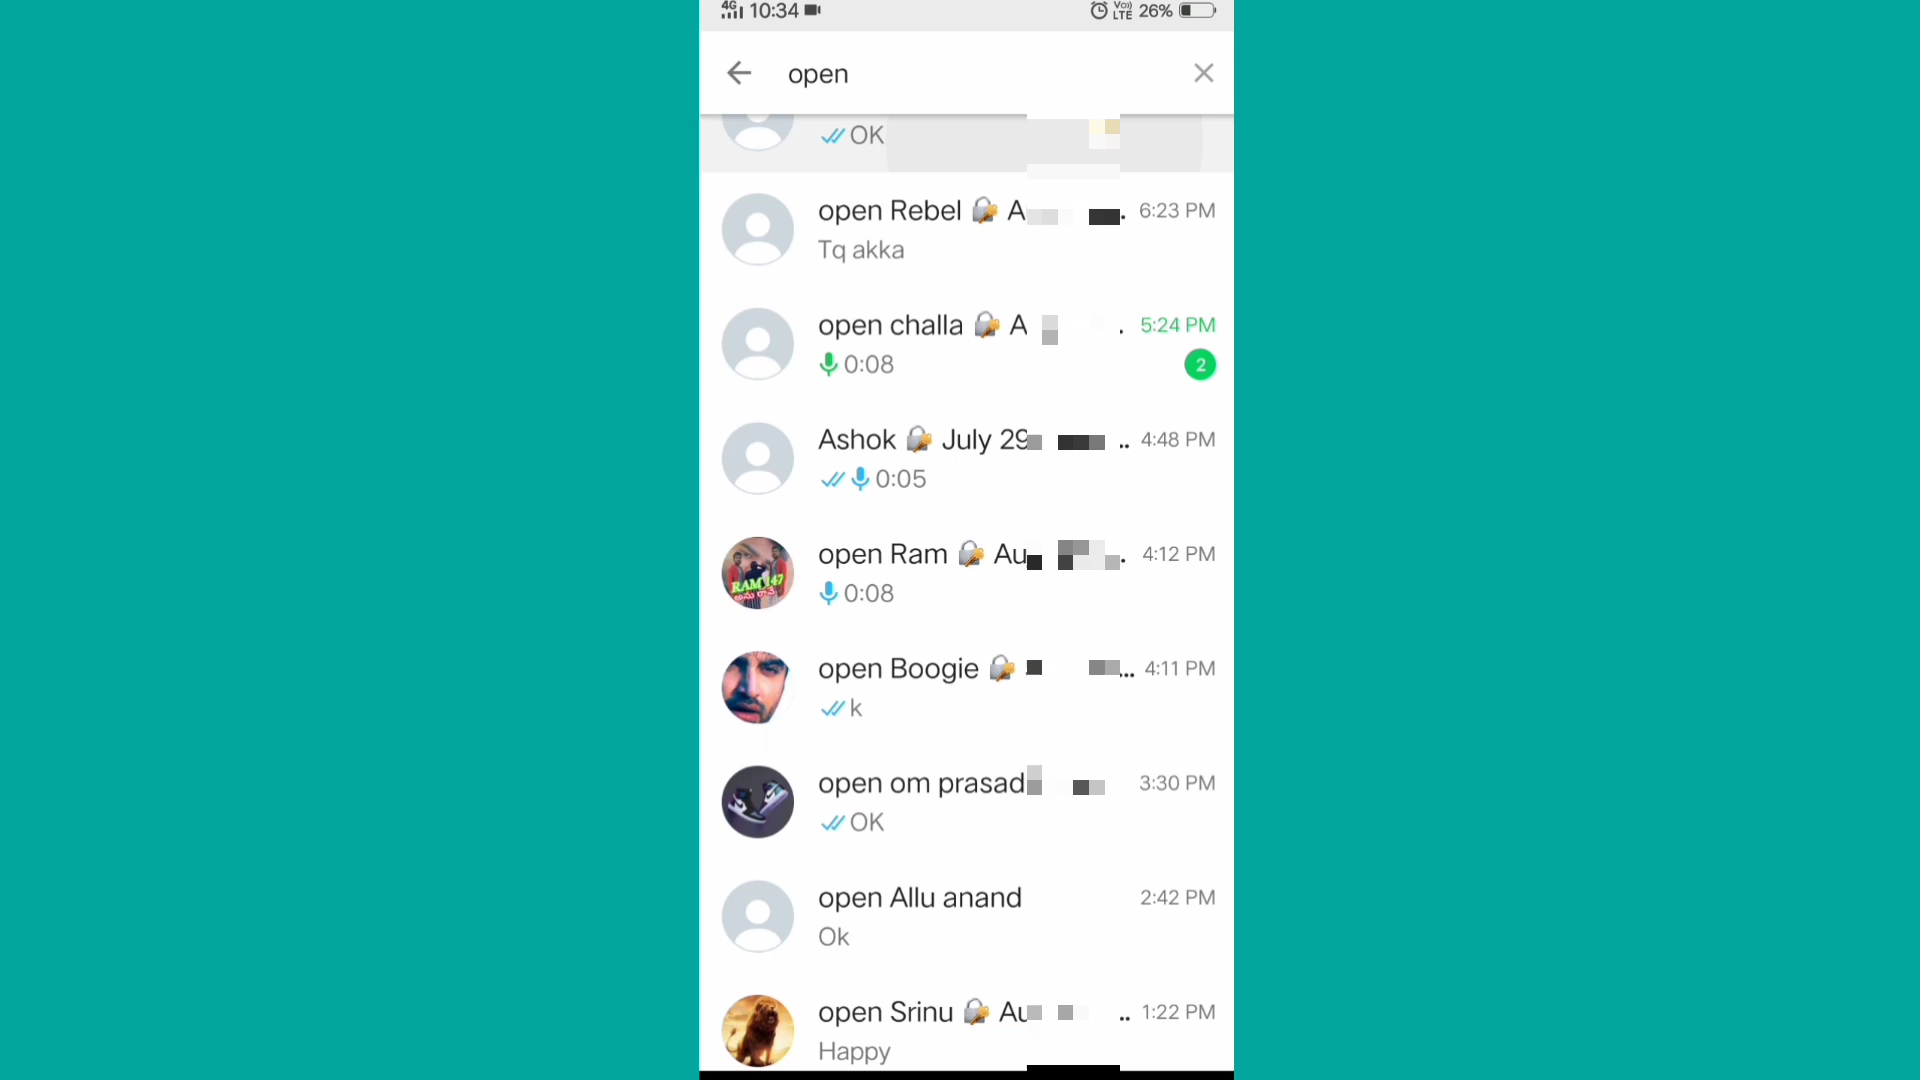 4G 10:34 Vo)) LTE 26%
open
OK
open Rebel 🔐 A . 6:23 PM
Tq akka
open challa 🔐 A . 5:24 PM
0:08 2
Ashok 🔐 July 29 .. 4:48 PM
0:05
open Ram 🔐 Au . 4:12 PM
RAM 147
0:08
open Boogie 🔐 ... 4:11 PM
k
open om prasad 3:30 PM
OK
open Allu anand 2:42 PM
Ok
open Srinu 🔐 Au .. 1:22 PM
Happy